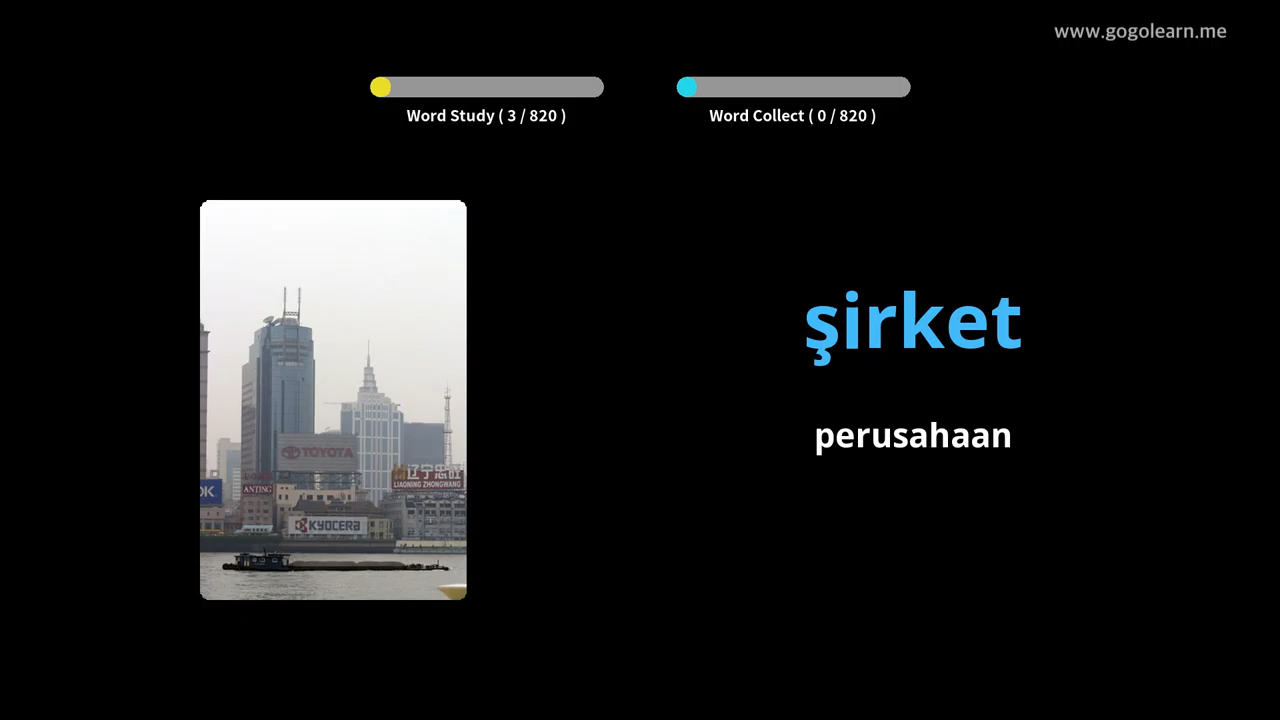 www.gogolearn.me
Word Study ( 3 / 820 )
Word Collect ( 0 / 820 )
şirket
perusahaan
TOYOTA
辽宁忠旺
LIAONING ZHONGWANG
OK
ANTING
KYOCERA